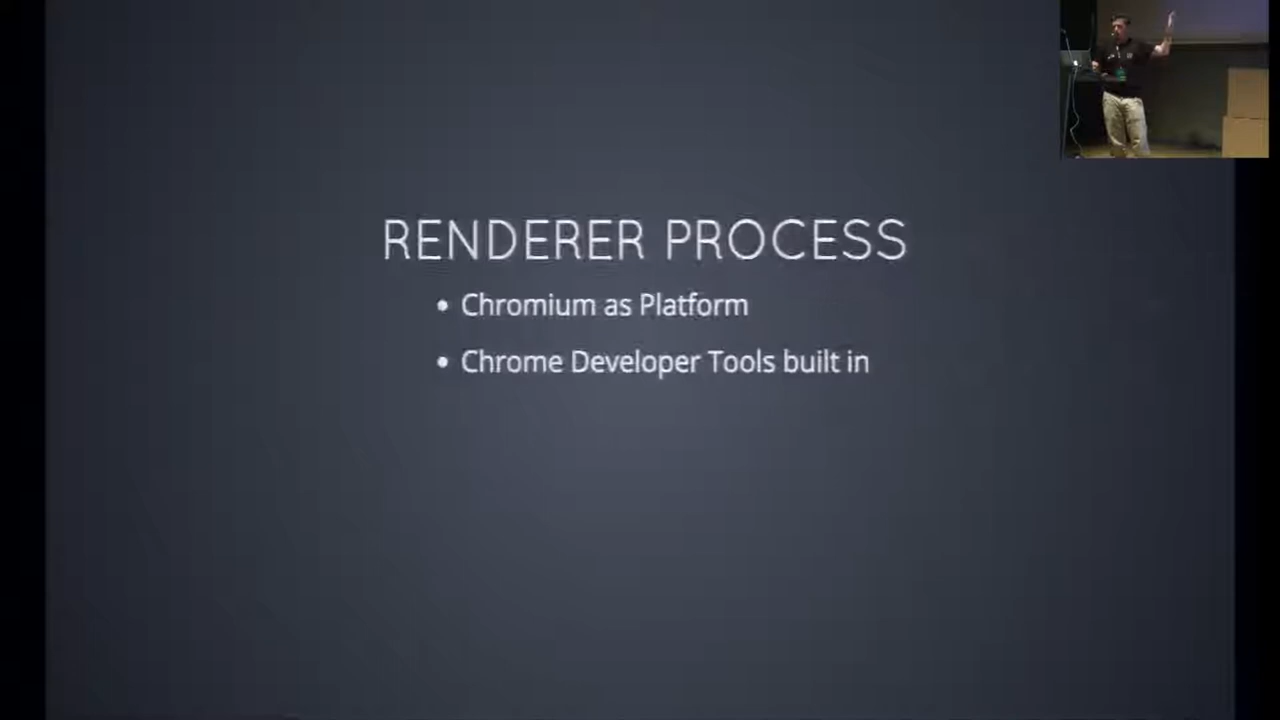 RENDERER PROCESS
• Chromium as Platform
• Chrome Developer Tools built in